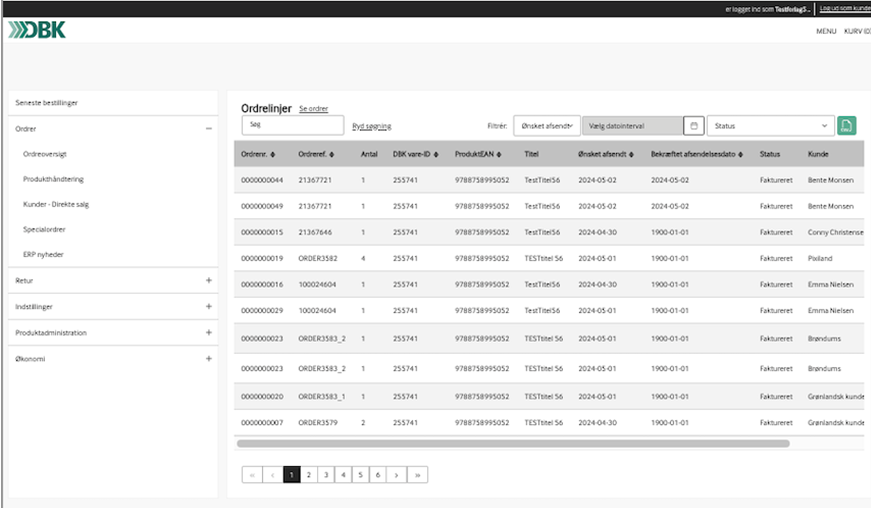 er logget ind som Testforlag5... Log ud som kunde
DBK
MENU KURV (0)
Seneste bestillinger
Ordrer −
Ordreoversigt
Produkthåndtering
Kunder - Direkte salg
Specialordrer
ERP nyheder
Retur +
Indstillinger +
Produktadministration +
Økonomi +
Ordrelinjer Se ordrer
Søg Ryd søgning Filtrér: Ønsket afsendt Vælg datointerval Status
Ordrenr. Ordreref. Antal DBK vare-ID ProduktEAN Titel Ønsket afsendt Bekræftet afsendelsesdato Status Kunde
0000000044 21367721 1 255741 9788758995052 TestTitel56 2024-05-02 2024-05-02 Faktureret Bente Monsen
0000000049 21367721 1 255741 9788758995052 TestTitel56 2024-05-02 2024-05-02 Faktureret Bente Monsen
0000000015 21367646 1 255741 9788758995052 TestTitel56 2024-04-30 1900-01-01 Faktureret Conny Christense
0000000019 ORDER3582 4 255741 9788758995052 TESTtitel 56 2024-05-01 1900-01-01 Faktureret Pixiland
0000000016 100024604 1 255741 9788758995052 TestTitel56 2024-04-30 1900-01-01 Faktureret Emma Nielsen
0000000029 100024604 1 255741 9788758995052 TestTitel56 2024-05-01 1900-01-01 Faktureret Emma Nielsen
0000000023 ORDER3583_2 1 255741 9788758995052 TESTtitel 56 2024-05-01 1900-01-01 Faktureret Brøndums
0000000023 ORDER3583_2 1 255741 9788758995052 TESTtitel 56 2024-05-01 1900-01-01 Faktureret Brøndums
0000000020 ORDER3583_1 1 255741 9788758995052 TESTtitel 56 2024-05-01 1900-01-01 Faktureret Grønlandsk kunde
0000000007 ORDER3579 2 255741 9788758995052 TESTtitel 56 2024-04-30 1900-01-01 Faktureret Grønlandsk kunde
« ‹ 1 2 3 4 5 6 › »